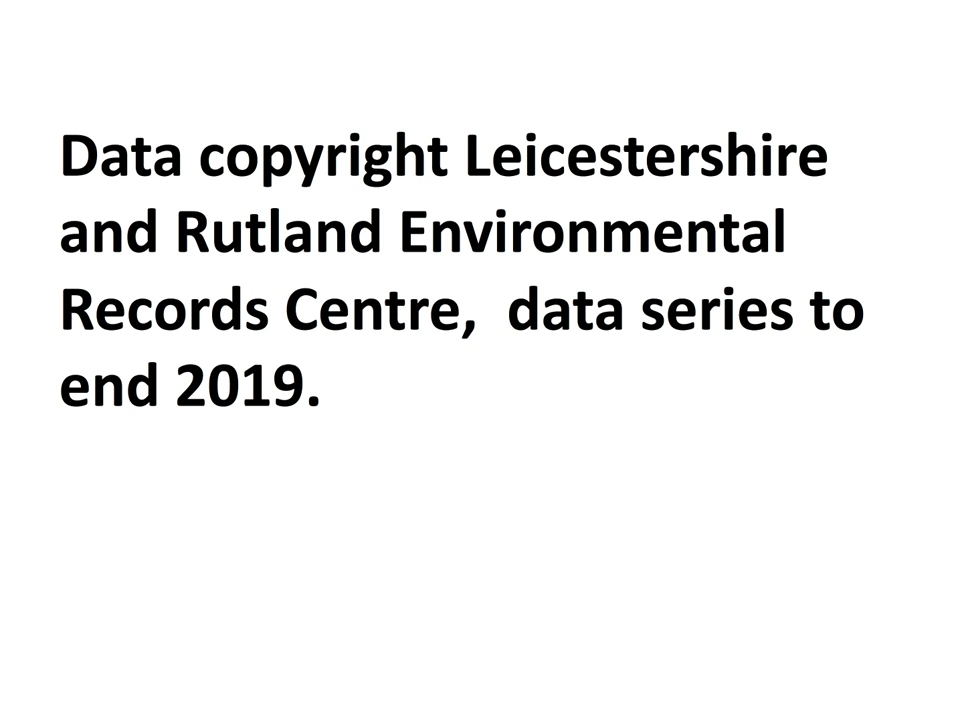 Data copyright Leicestershire
and Rutland Environmental
Records Centre,  data series to
end 2019.